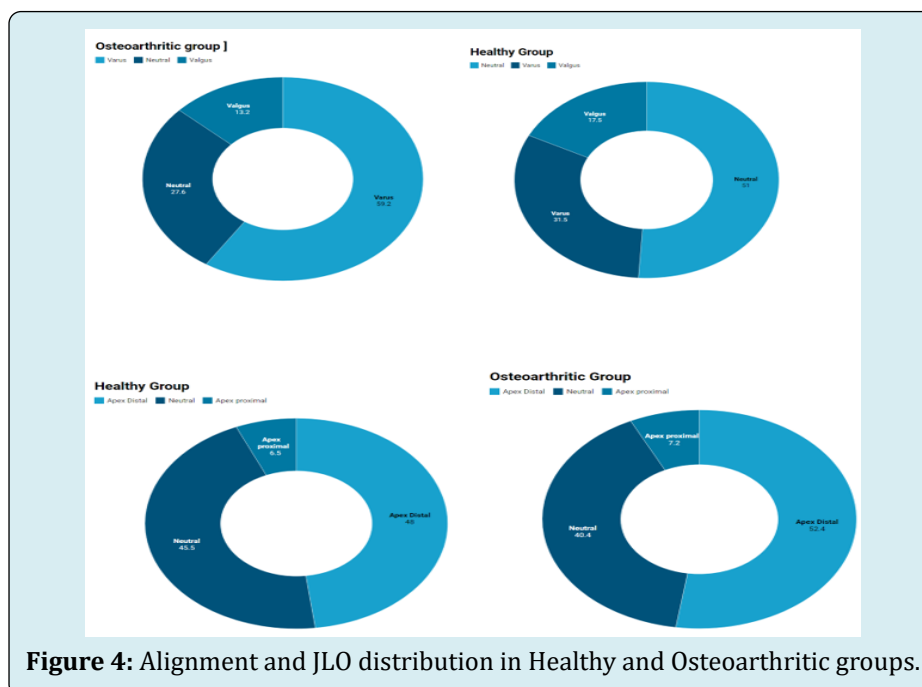 Osteoarthritic group ]
Varus Neutral Valgus
Valgus
13.2
Neutral
27.6
Varus
59.2
Healthy Group
Neutral Varus Valgus
Valgus
17.5
Neutral
51
Varus
31.5
Healthy Group
Apex Distal Neutral Apex proximal
Apex
proximal
6.5
Apex Distal
48
Neutral
45.5
Osteoarthritic Group
Apex Distal Neutral Apex proximal
Apex proximal
7.2
Apex Distal
52.4
Neutral
40.4
Figure 4: Alignment and JLO distribution in Healthy and Osteoarthritic groups.